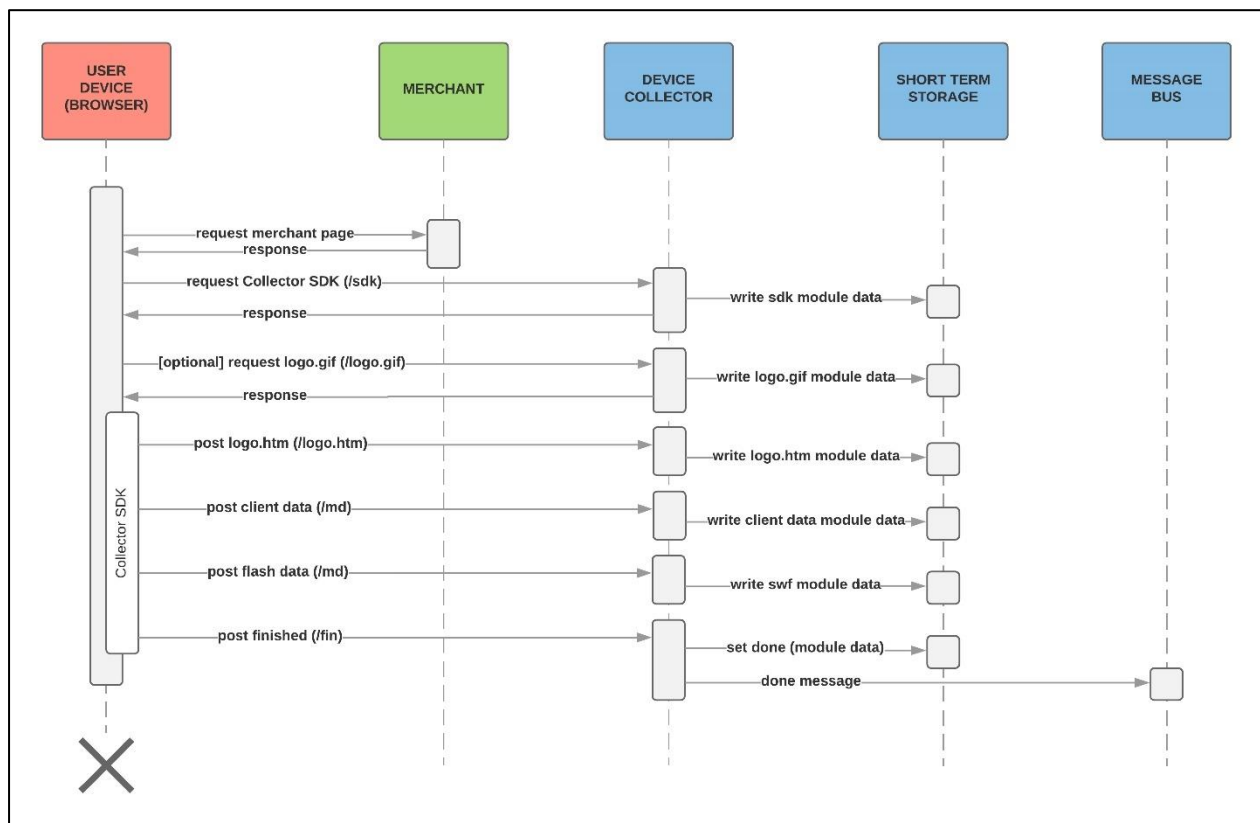 USER
DEVICE
(BROWSER)
MERCHANT
DEVICE
COLLECTOR
SHORT TERM
STORAGE
MESSAGE
BUS
request merchant page
response
request Collector SDK (/sdk)
write sdk module data
response
[optional] request logo.gif (/logo.gif)
write logo.gif module data
response
post logo.htm (/logo.htm)
write logo.htm module data
Collector SDK
post client data (/md)
write client data module data
post flash data (/md)
write swf module data
post finished (/fin)
set done (module data)
done message